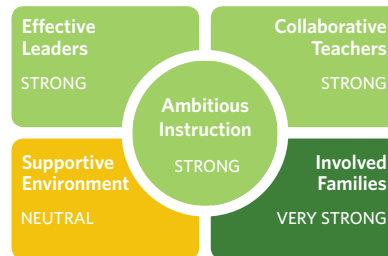 Effective
Leaders
STRONG
Collaborative
Teachers
STRONG
Ambitious
Instruction
STRONG
Supportive
Environment
NEUTRAL
Involved
Families
VERY STRONG